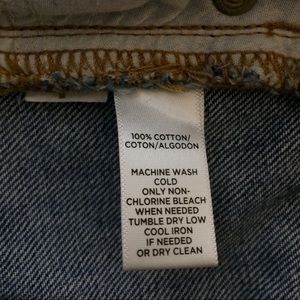 100% COTTON/
COTON/ALGODON
MACHINE WASH
COLD
ONLY NON-
CHLORINE BLEACH
WHEN NEEDED
TUMBLE DRY LOW
COOL IRON
IF NEEDED
OR DRY CLEAN